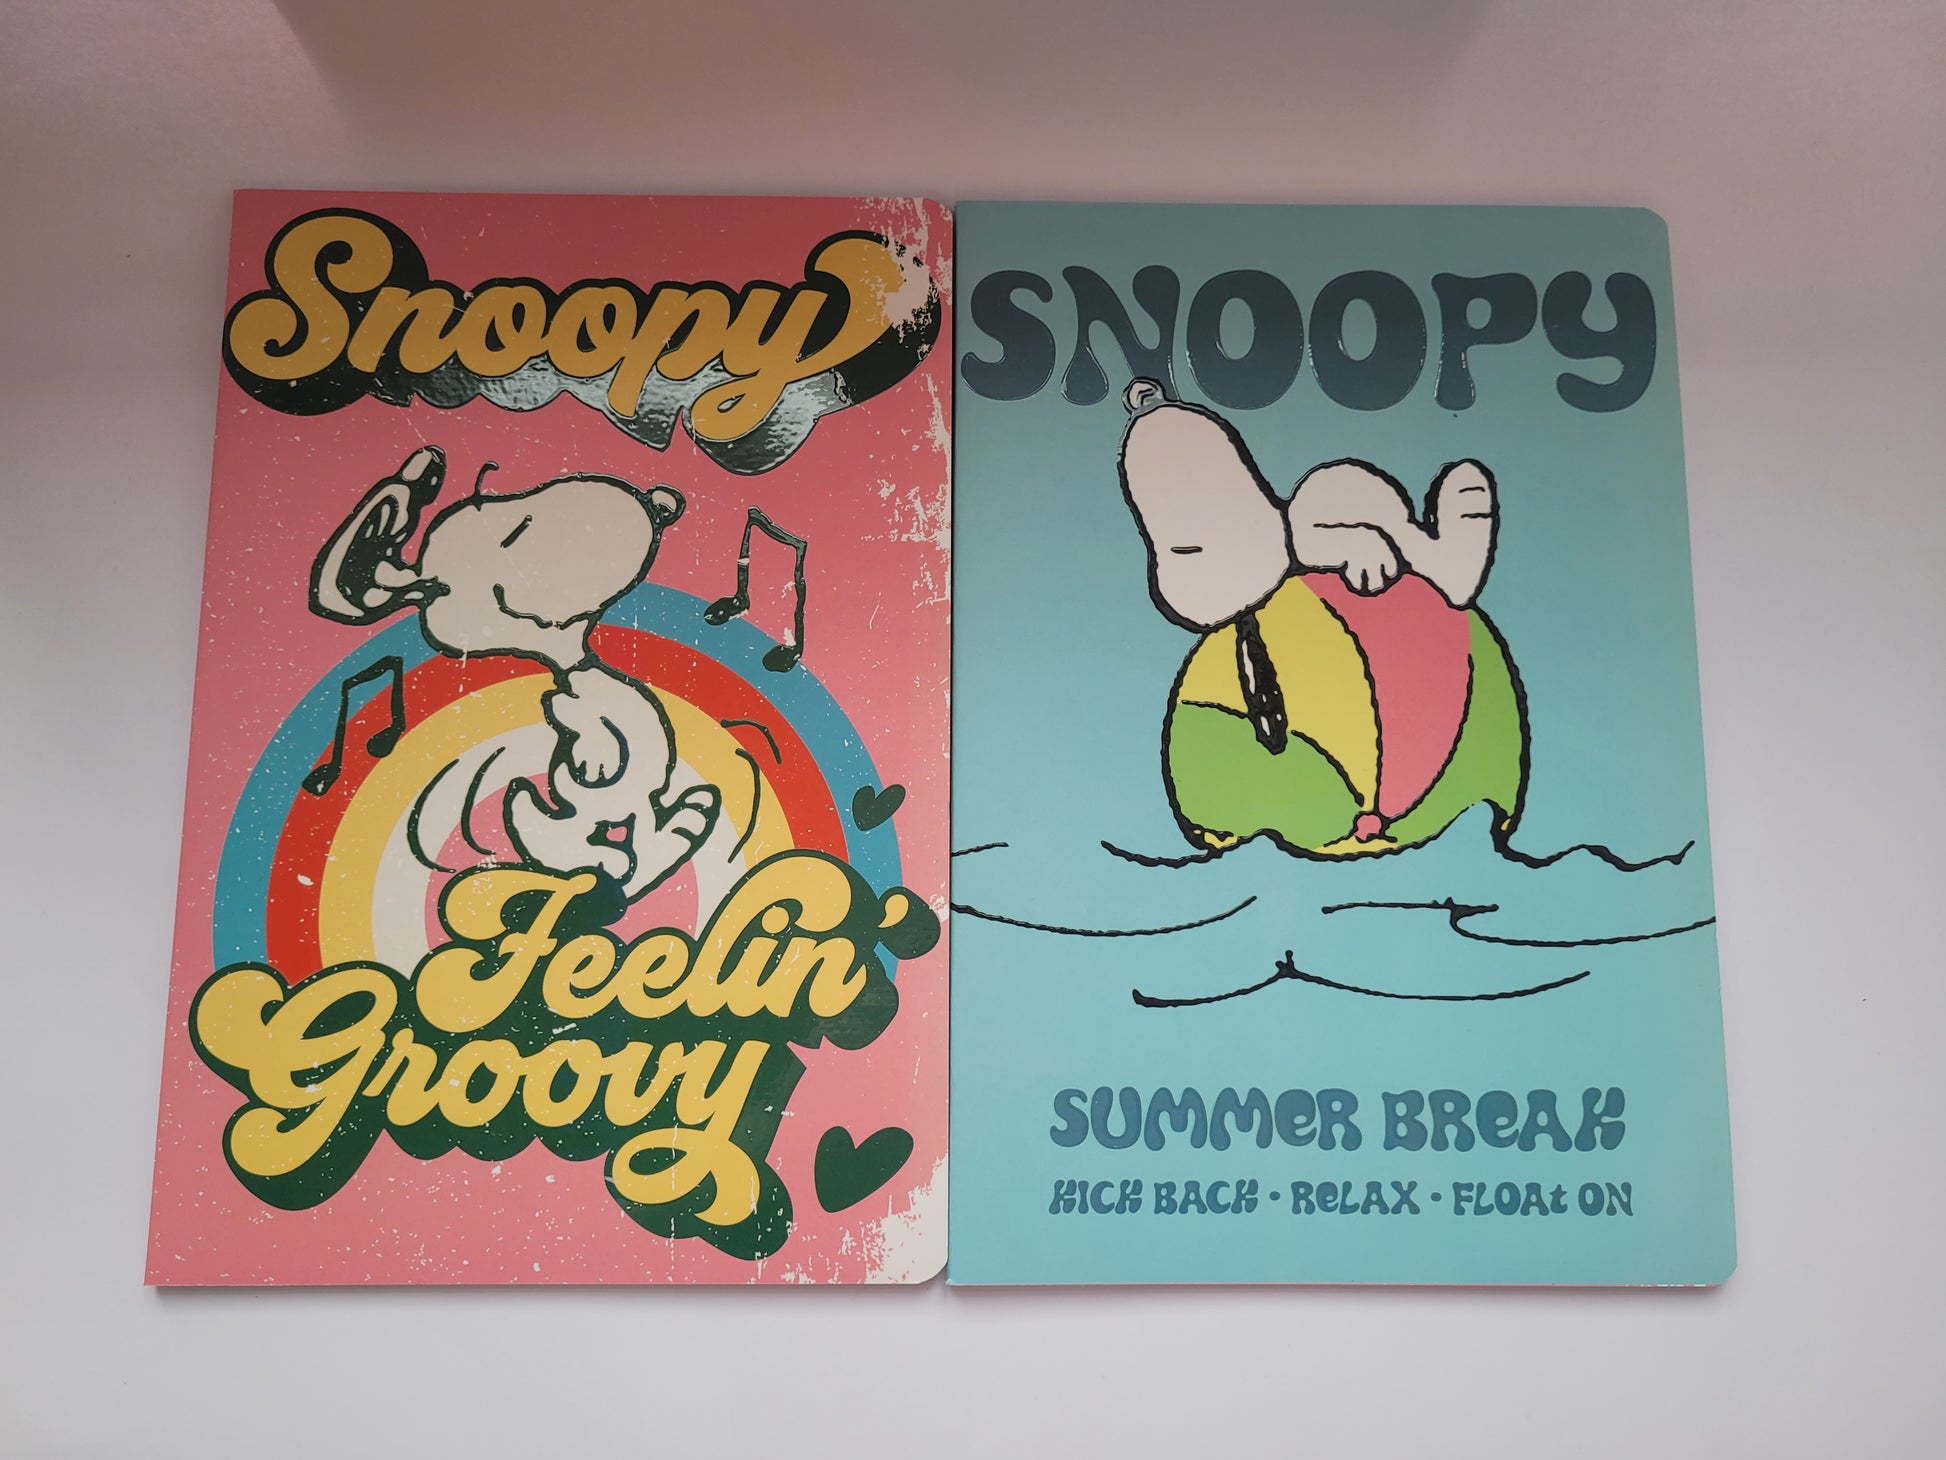 Snoopy
Feelin'
Groovy
SNOOPY
SUMMER BREAK
KICK BACK • RELAX • FLOAT ON